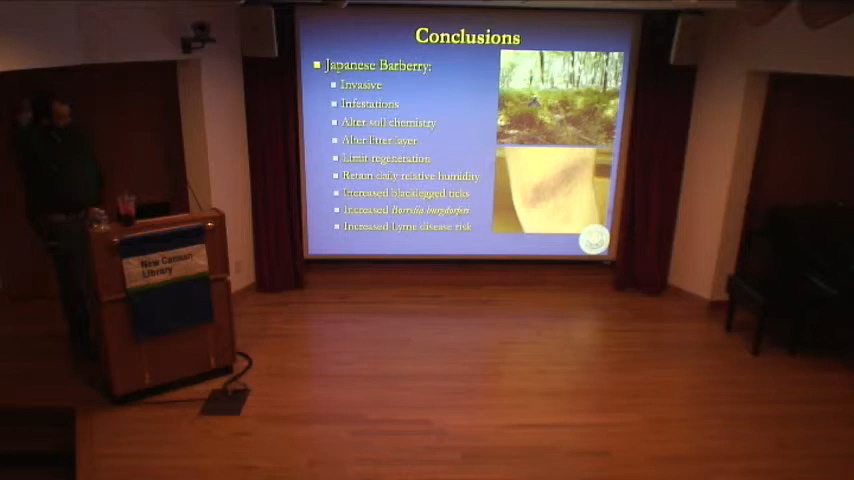 Conclusions
Japanese Barberry:
Invasive
Infestations
Alter soil chemistry
Alter litter layer
Limit regeneration
Retain daily relative humidity
Increased blacklegged ticks
Increased Borrelia burgdorferi
Increased Lyme disease risk
New Canaan
Library